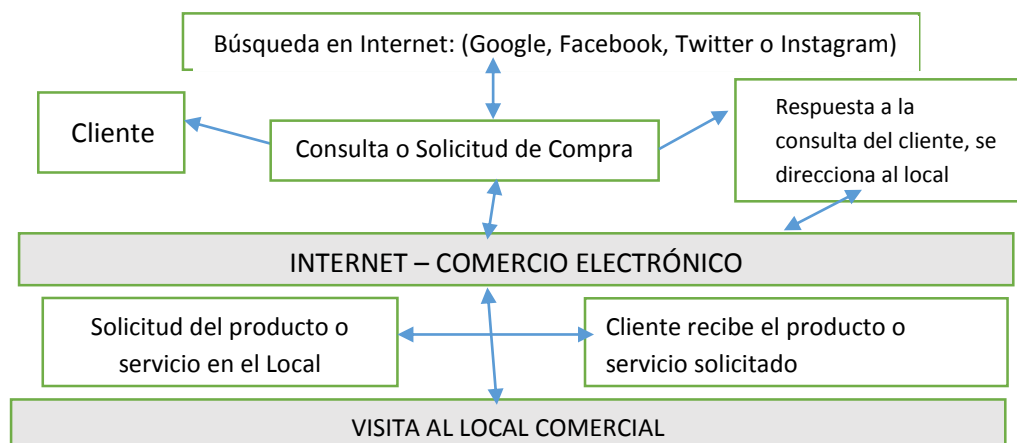 Búsqueda en Internet: (Google, Facebook, Twitter o Instagram)
Cliente
Consulta o Solicitud de Compra
Respuesta a la
consulta del cliente, se
direcciona al local
INTERNET – COMERCIO ELECTRÓNICO
Solicitud del producto o
servicio en el Local
Cliente recibe el producto o
servicio solicitado
VISITA AL LOCAL COMERCIAL